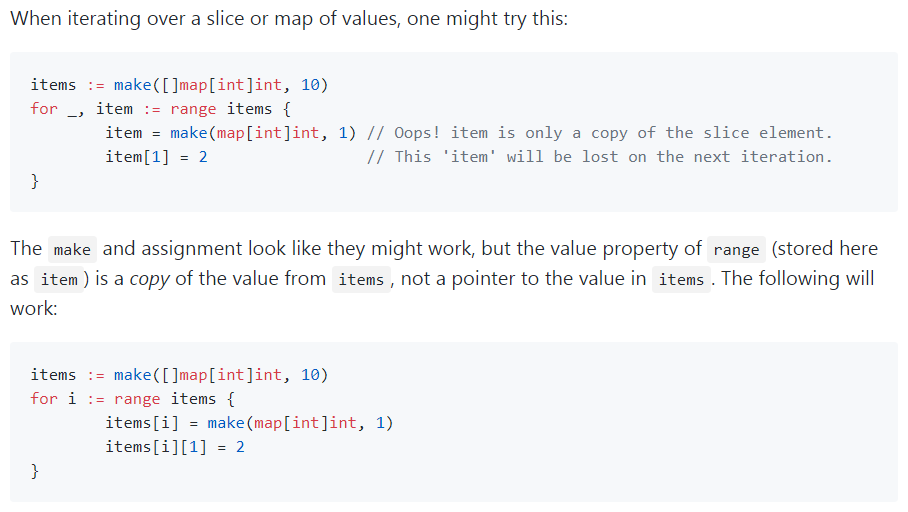 When iterating over a slice or map of values, one might try this:
items := make([]map[int]int, 10)
for _, item := range items {
        item = make(map[int]int, 1) // Oops! item is only a copy of the slice element.
        item[1] = 2                 // This 'item' will be lost on the next iteration.
}
The make and assignment look like they might work, but the value property of range (stored here
as item ) is a copy of the value from items , not a pointer to the value in items . The following will
work:
items := make([]map[int]int, 10)
for i := range items {
        items[i] = make(map[int]int, 1)
        items[i][1] = 2
}